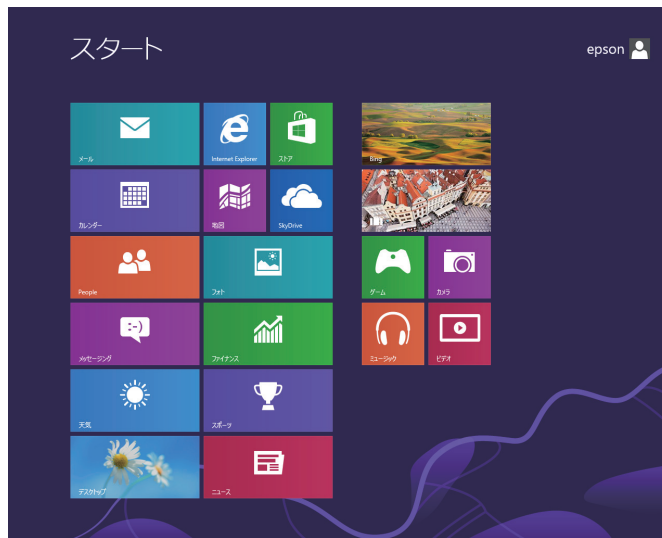 スタート
epson
メール
Internet Explorer
ストア
Bing
カレンダー
地図
SkyDrive
People
フォト
ゲーム
カメラ
メッセージング
ファイナンス
ミュージック
ビデオ
天気
スポーツ
デスクトップ
ニュース